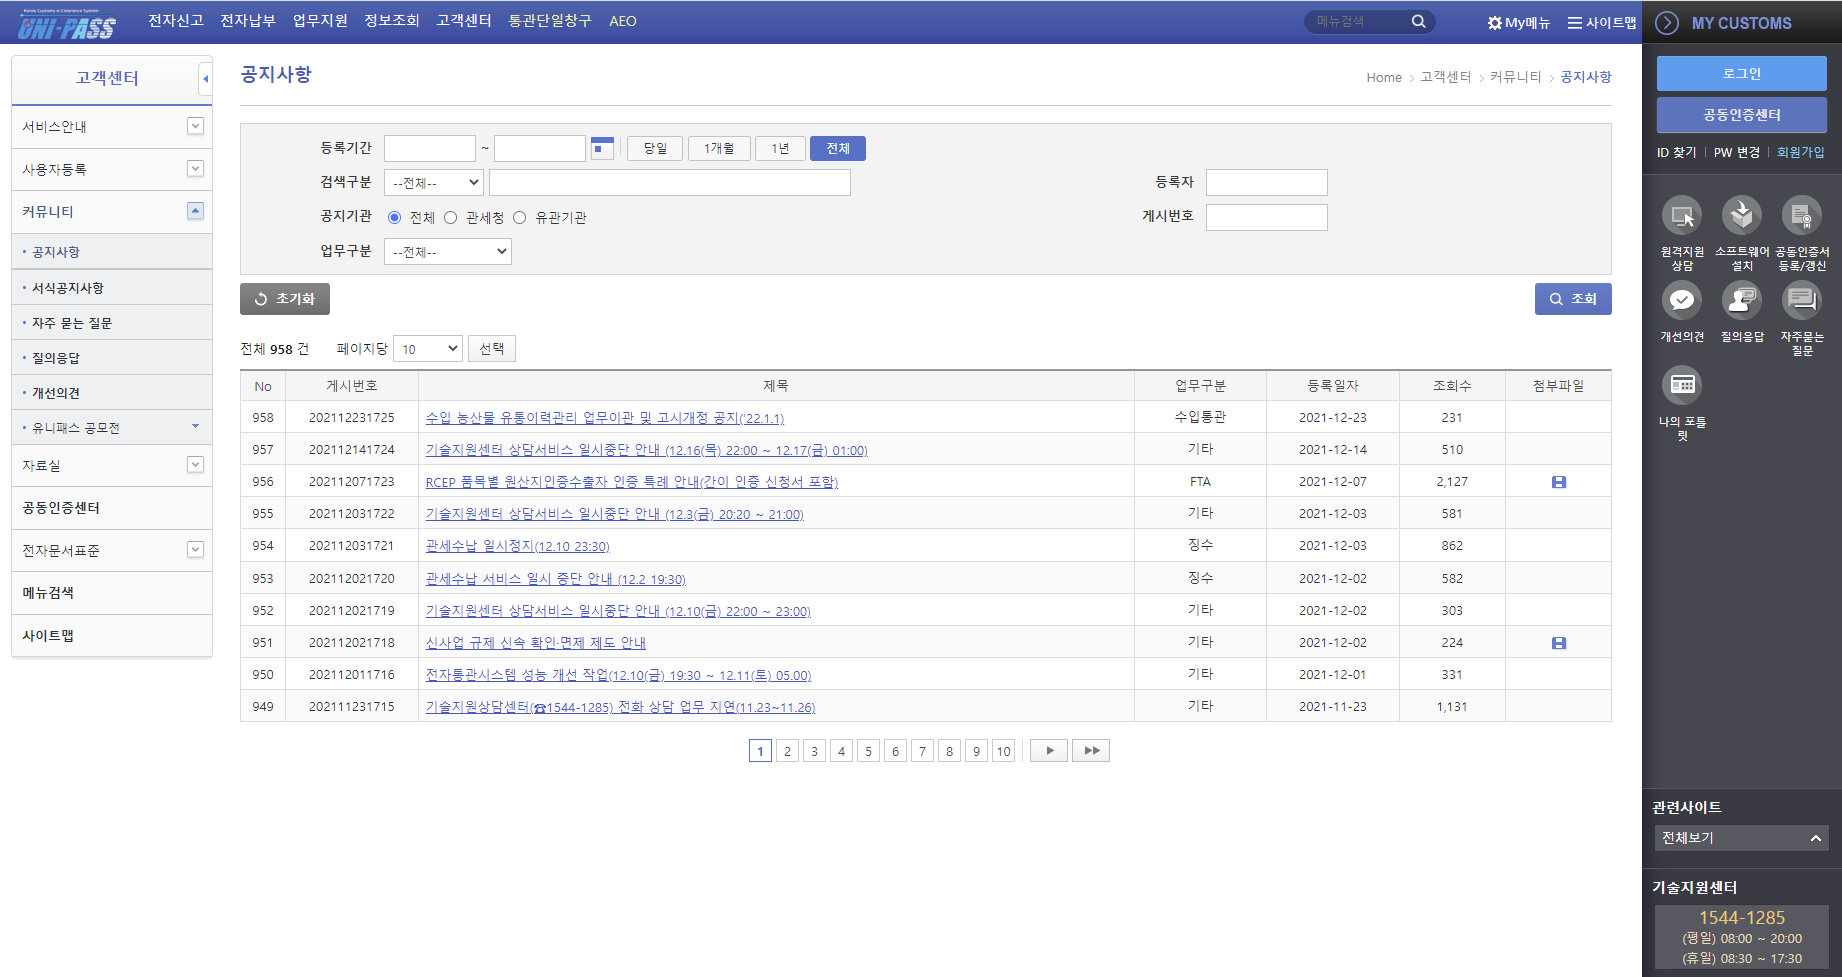 Korea Customs e-Clearance System
UNI-PASS
전자신고 전자납부 업무지원 정보조회 고객센터 통관단일창구 AEO
메뉴검색
My메뉴 사이트맵
MY CUSTOMS
고객센터
서비스안내
사용자등록
커뮤니티
공지사항
서식공지사항
자주 묻는 질문
질의응답
개선의견
유니패스 공모전
자료실
공동인증센터
전자문서표준
메뉴검색
사이트맵
공지사항
Home > 고객센터 > 커뮤니티 > 공지사항
등록기간 ~ 당일 1개월 1년 전체
검색구분 --전체-- 등록자
공지기관 전체 관세청 유관기관 게시번호
업무구분 --전체--
초기화 조회
전체 958 건 페이지당 10 선택
No 게시번호 제목 업무구분 등록일자 조회수 첨부파일
958 202112231725 수입 농산물 유통이력관리 업무이관 및 고시개정 공지('22.1.1) 수입통관 2021-12-23 231
957 202112141724 기술지원센터 상담서비스 일시중단 안내 (12.16(목) 22:00 ~ 12.17(금) 01:00) 기타 2021-12-14 510
956 202112071723 RCEP 품목별 원산지인증수출자 인증 특례 안내(간이 인증 신청서 포함) FTA 2021-12-07 2,127
955 202112031722 기술지원센터 상담서비스 일시중단 안내 (12.3(금) 20:20 ~ 21:00) 기타 2021-12-03 581
954 202112031721 관세수납 일시정지(12.10 23:30) 징수 2021-12-03 862
953 202112021720 관세수납 서비스 일시 중단 안내 (12.2 19:30) 징수 2021-12-02 582
952 202112021719 기술지원센터 상담서비스 일시중단 안내 (12.10(금) 22:00 ~ 23:00) 기타 2021-12-02 303
951 202112021718 신사업 규제 신속 확인·면제 제도 안내 기타 2021-12-02 224
950 202112011716 전자통관시스템 성능 개선 작업(12.10(금) 19:30 ~ 12.11(토) 05.00) 기타 2021-12-01 331
949 202111231715 기술지원상담센터(☎1544-1285) 전화 상담 업무 지연(11.23~11.26) 기타 2021-11-23 1,131
1 2 3 4 5 6 7 8 9 10
로그인
공동인증센터
ID 찾기 | PW 변경 | 회원가입
원격지원 상담
소프트웨어 설치
공동인증서 등록/갱신
개선의견
질의응답
자주묻는 질문
나의 포틀릿
관련사이트
전체보기
기술지원센터
1544-1285
(평일) 08:00 ~ 20:00
(휴일) 08:30 ~ 17:30